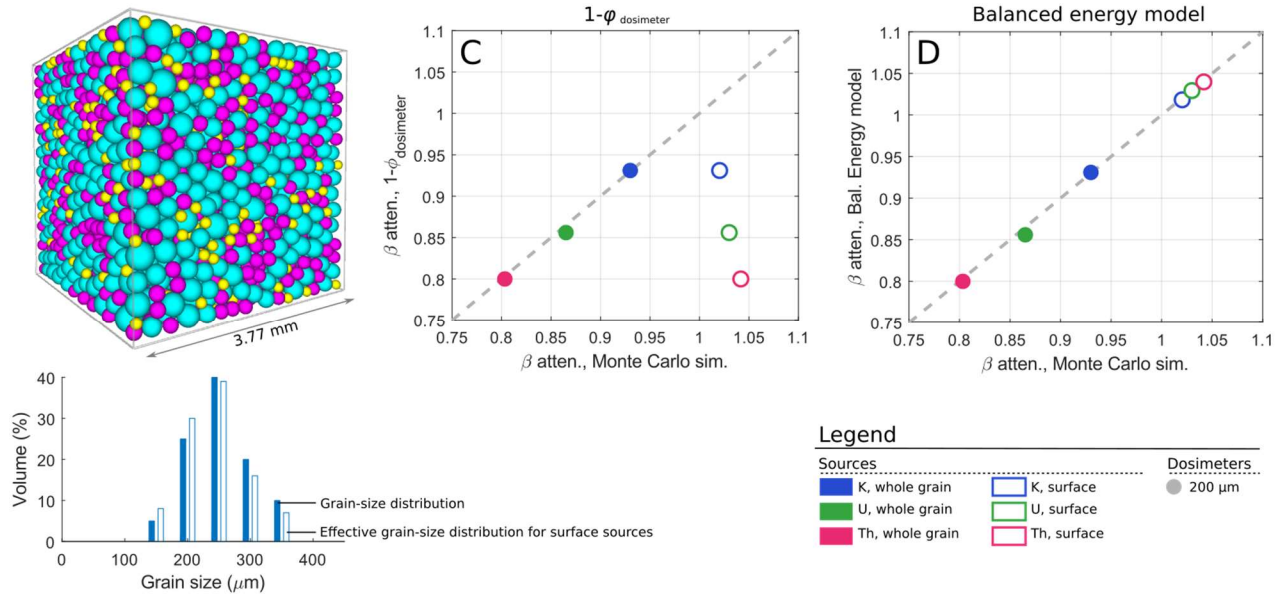 3.77 mm
1-φ dosimeter
C
1.1
1.05
1
0.95
0.9
0.85
0.8
0.75
0.75 0.8 0.85 0.9 0.95 1 1.05 1.1
β atten., 1-ϕdosimeter
β atten., Monte Carlo sim.
Balanced energy model
D
1.1
1.05
1
0.95
0.9
0.85
0.8
0.75
0.75 0.8 0.85 0.9 0.95 1 1.05 1.1
β atten., Bal. Energy model
β atten., Monte Carlo sim.
40
30
20
10
0
0 100 200 300 400
Volume (%)
Grain size (μm)
Grain-size distribution
Effective grain-size distribution for surface sources
Legend
Sources Dosimeters
K, whole grain K, surface 200 μm
U, whole grain U, surface
Th, whole grain Th, surface